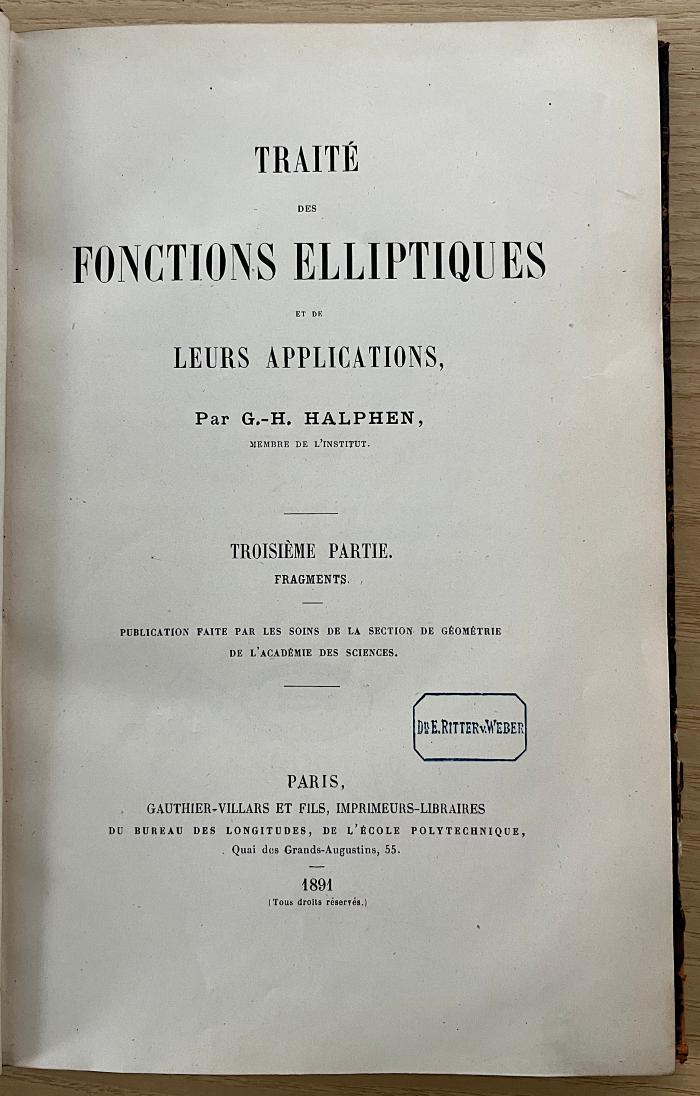 TRAITÉ
DES
FONCTIONS ELLIPTIQUES
ET DE
LEURS APPLICATIONS,
Par G.-H. HALPHEN,
MEMBRE DE L'INSTITUT.
TROISIÈME PARTIE.
FRAGMENTS.
PUBLICATION FAITE PAR LES SOINS DE LA SECTION DE GÉOMÉTRIE
DE L'ACADÉMIE DES SCIENCES.
DR. E. RITTER v. WEBER
PARIS,
GAUTHIER-VILLARS ET FILS, IMPRIMEURS-LIBRAIRES
DU BUREAU DES LONGITUDES, DE L'ÉCOLE POLYTECHNIQUE,
Quai des Grands-Augustins, 55.
1891
(Tous droits réservés.)